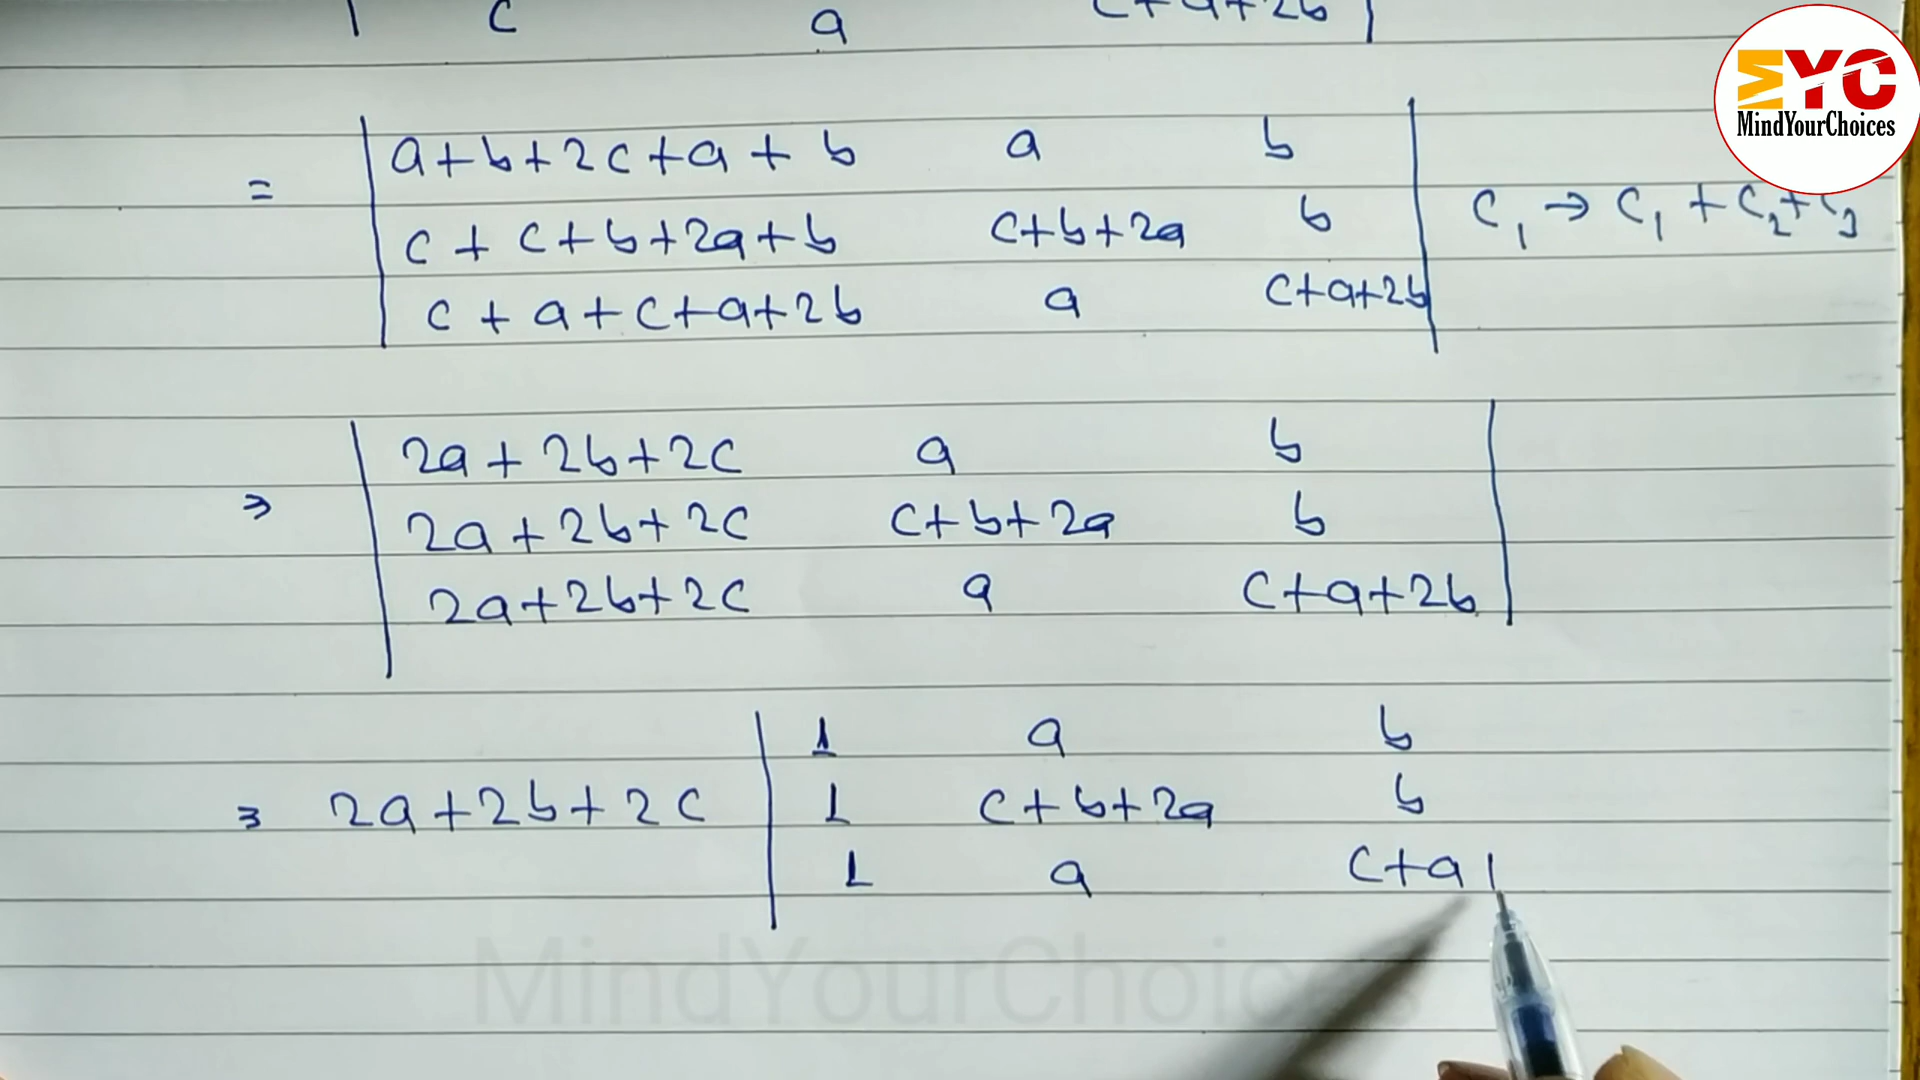 c a c+a+2b
MYC
MindYourChoices
a+b+2c+a+b a b
= c+c+b+2a+b c+b+2a b C₁→C₁+C₂+C₃
c+a+c+a+2b a c+a+2b
2a+2b+2c a b
⇒ 2a+2b+2c c+b+2a b
2a+2b+2c a c+a+2b
1 a b
⇒ 2a+2b+2c 1 c+b+2a b
1 a c+a
MindYourChoices